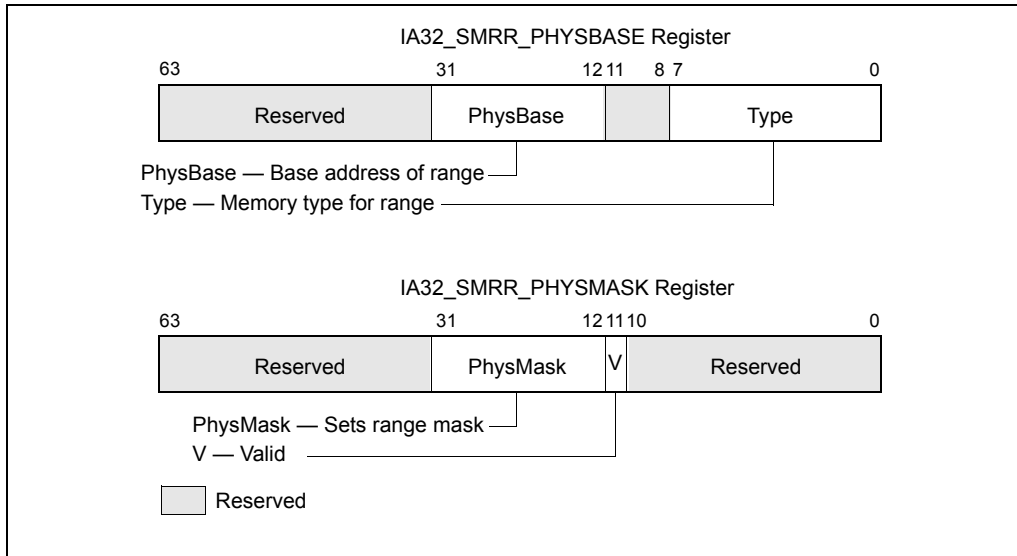 IA32_SMRR_PHYSBASE Register
63 31 12 11 8 7 0
Reserved PhysBase Type
PhysBase — Base address of range
Type — Memory type for range
IA32_SMRR_PHYSMASK Register
63 31 12 11 10 0
Reserved PhysMask V Reserved
PhysMask — Sets range mask
V — Valid
Reserved